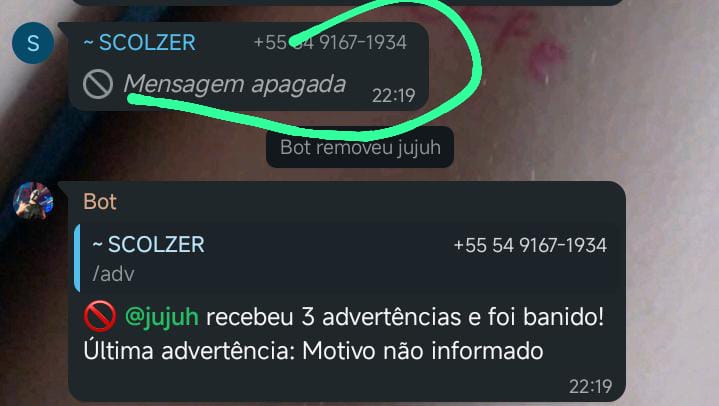 S
~ SCOLZER +55 54 9167-1934
Mensagem apagada 22:19
Bot removeu jujuh
Bot
~ SCOLZER +55 54 9167-1934
/adv
🚫 @jujuh recebeu 3 advertências e foi banido!
Última advertência: Motivo não informado
22:19